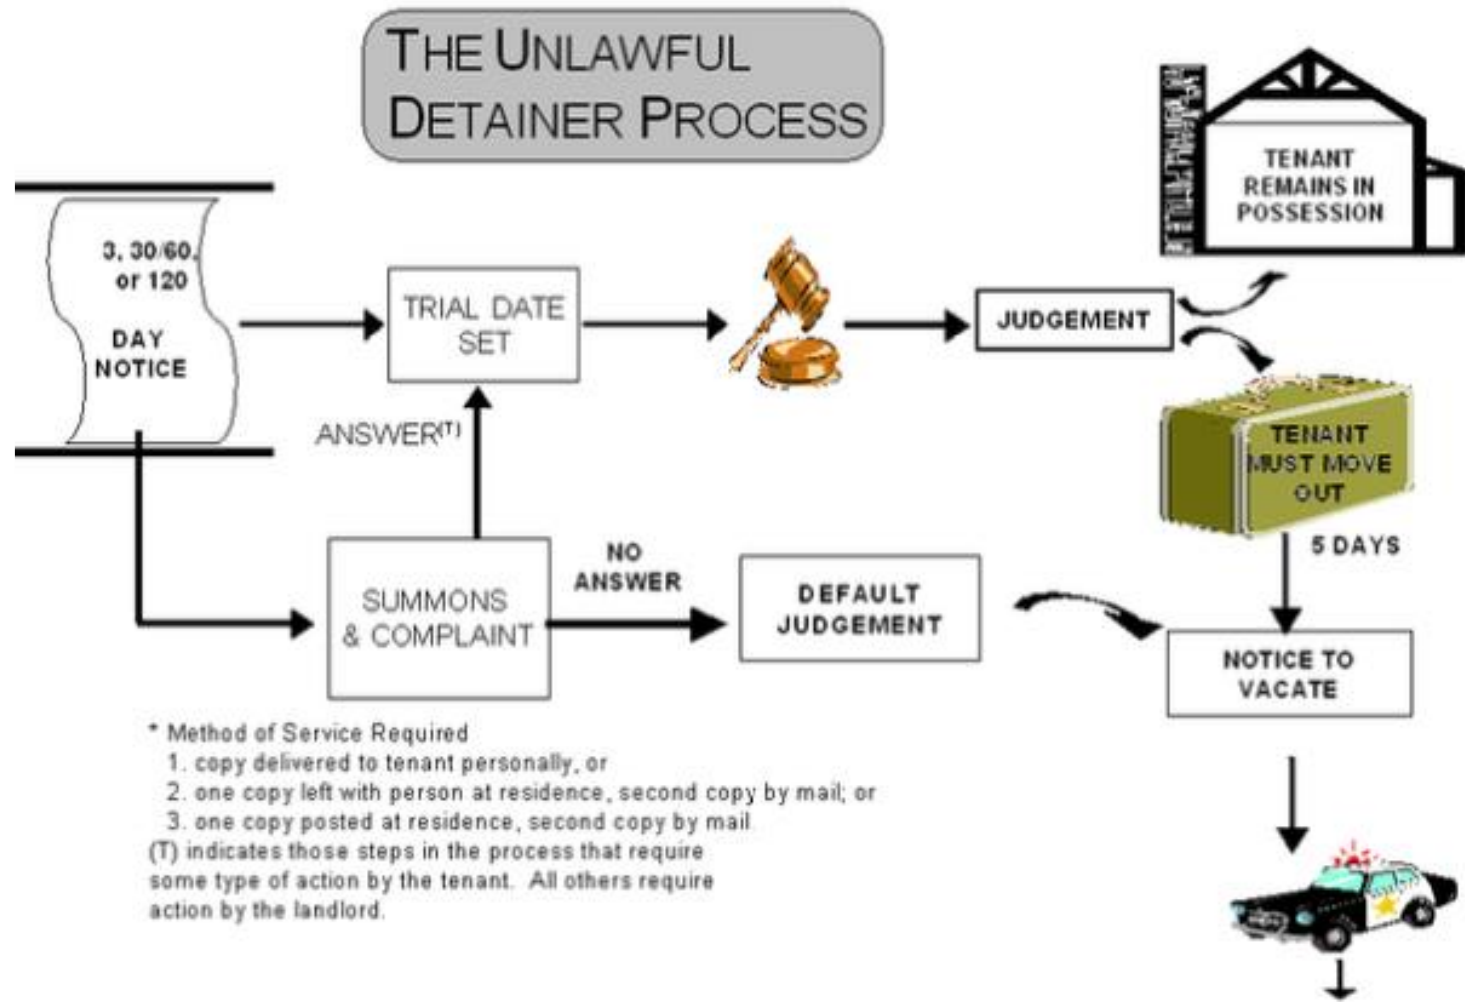 THE UNLAWFUL
DETAINER PROCESS
3, 30/60,
or 120
DAY
NOTICE
TRIAL DATE
SET
JUDGEMENT
TENANT
REMAINS IN
POSSESSION
TENANT
MUST MOVE
OUT
5 DAYS
ANSWER(T)
SUMMONS
& COMPLAINT
NO
ANSWER
DEFAULT
JUDGEMENT
NOTICE TO
VACATE
* Method of Service Required
1. copy delivered to tenant personally, or
2. one copy left with person at residence, second copy by mail; or
3. one copy posted at residence, second copy by mail
(T) indicates those steps in the process that require
some type of action by the tenant. All others require
action by the landlord.